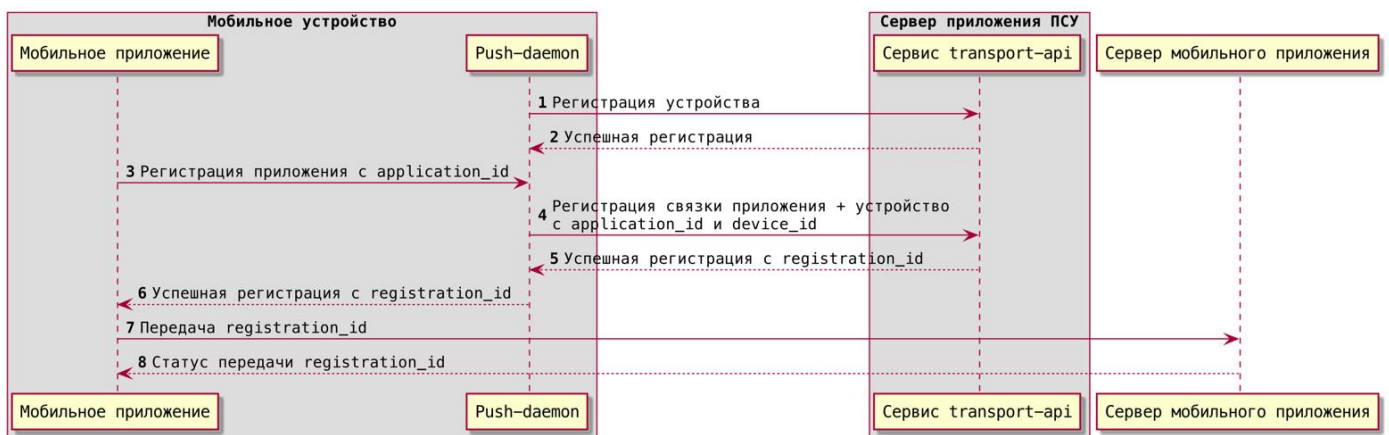 Мобильное устройство
Сервер приложения ПСУ
Мобильное приложение
Push-daemon
Сервис transport-api
Сервер мобильного приложения
1 Регистрация устройства
2 Успешная регистрация
3 Регистрация приложения с application_id
4 Регистрация связки приложения + устройство
с application_id и device_id
5 Успешная регистрация с registration_id
6 Успешная регистрация с registration_id
7 Передача registration_id
8 Статус передачи registration_id
Мобильное приложение
Push-daemon
Сервис transport-api
Сервер мобильного приложения